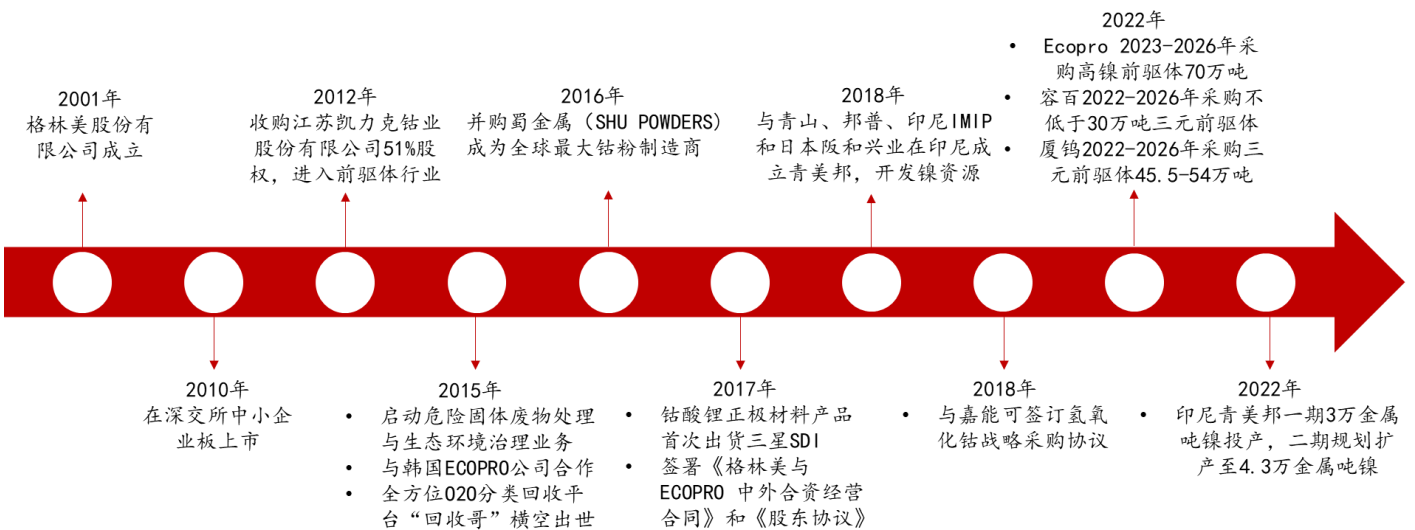 2001年
格林美股份有
限公司成立
2012年
收购江苏凯力克钴业
股份有限公司51%股
权，进入前驱体行业
2016年
并购蜀金属（SHU POWDERS）
成为全球最大钴粉制造商
2018年
与青山、邦普、印尼IMIP
和日本阪和兴业在印尼成
立青美邦，开发镍资源
2022年
• Ecopro 2023-2026年采
购高镍前驱体70万吨
• 容百2022-2026年采购不
低于30万吨三元前驱体
• 厦钨2022-2026年采购三
元前驱体45.5-54万吨
2010年
在深交所中小企
业板上市
2015年
• 启动危险固体废物处理
与生态环境治理业务
• 与韩国ECOPRO公司合作
• 全方位O2O分类回收平
台“回收哥”横空出世
2017年
• 钴酸锂正极材料产品
首次出货三星SDI
• 签署《格林美与
ECOPRO 中外合资经营
合同》和《股东协议》
2018年
• 与嘉能可签订氢氧
化钴战略采购协议
2022年
• 印尼青美邦一期3万金属
吨镍投产，二期规划扩
产至4.3万金属吨镍